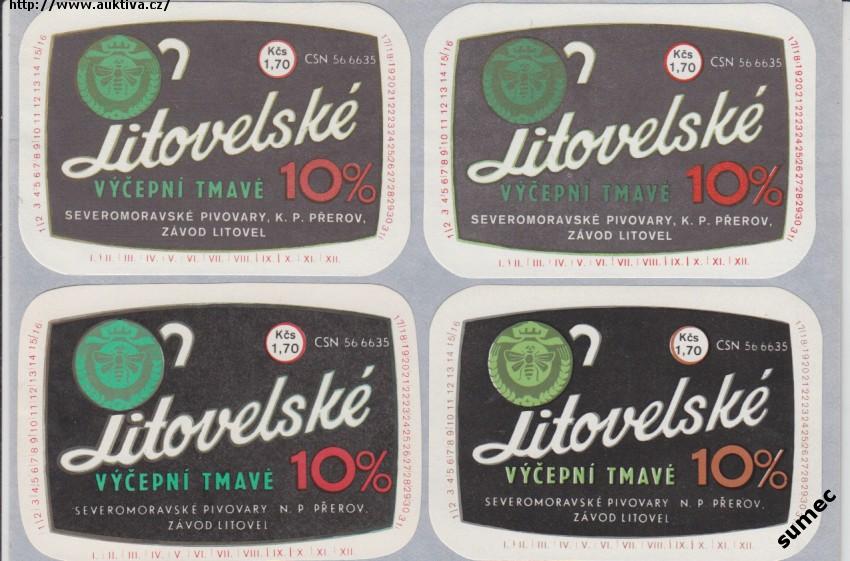 http://www.auktiva.cz/
Kčs
1,70
CSN 56 6635
Litovelské
VÝČEPNÍ TMAVÉ 10%
SEVEROMORAVSKÉ PIVOVARY, K. P. PŘEROV,
ZÁVOD LITOVEL
1 2 3 4 5 6 7 8 9 10 11 12 13 14 15 16
17 18 19 20 21 22 23 24 25 26 27 28 29 30 31
I. II. III. IV. V. VI. VII. VIII. IX. X. XI. XII.
Kčs
1,70
CSN 56 6635
Litovelské
VÝČEPNÍ TMAVÉ 10%
SEVEROMORAVSKÉ PIVOVARY, K. P. PŘEROV,
ZÁVOD LITOVEL
1 2 3 4 5 6 7 8 9 10 11 12 13 14 15 16
17 18 19 20 21 22 23 24 25 26 27 28 29 30 31
I. II. III. IV. V. VI. VII. VIII. IX. X. XI. XII.
Kčs
1,70
CSN 56 6635
Litovelské
VÝČEPNÍ TMAVÉ 10%
SEVEROMORAVSKÉ PIVOVARY N. P. PŘEROV,
ZÁVOD LITOVEL
1 2 3 4 5 6 7 8 9 10 11 12 13 14 15 16
17 18 19 20 21 22 23 24 25 26 27 28 29 30 31
I. II. III. IV. V. VI. VII. VIII. IX. X. XI. XII.
Kčs
1,70
CSN 56 6635
Litovelské
VÝČEPNÍ TMAVÉ 10%
SEVEROMORAVSKÉ PIVOVARY N. P. PŘEROV,
ZÁVOD LITOVEL
1 2 3 4 5 6 7 8 9 10 11 12 13 14 15 16
17 18 19 20 21 22 23 24 25 26 27 28 29 30 31
I. II. III. IV. V. VI. VII. VIII. IX. X. XI. XII.
sumec